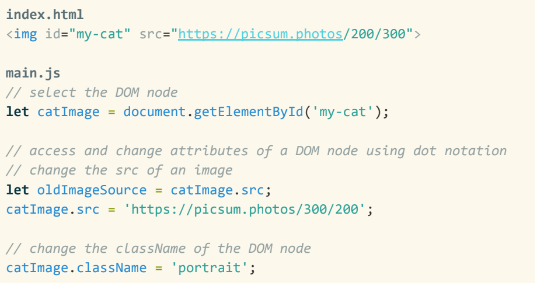 index.html
<img id="my-cat" src="https://picsum.photos/200/300">
main.js
// select the DOM node
let catImage = document.getElementById('my-cat');
// access and change attributes of a DOM node using dot notation
// change the src of an image
let oldImageSource = catImage.src;
catImage.src = 'https://picsum.photos/300/200';
// change the className of the DOM node
catImage.className = 'portrait';